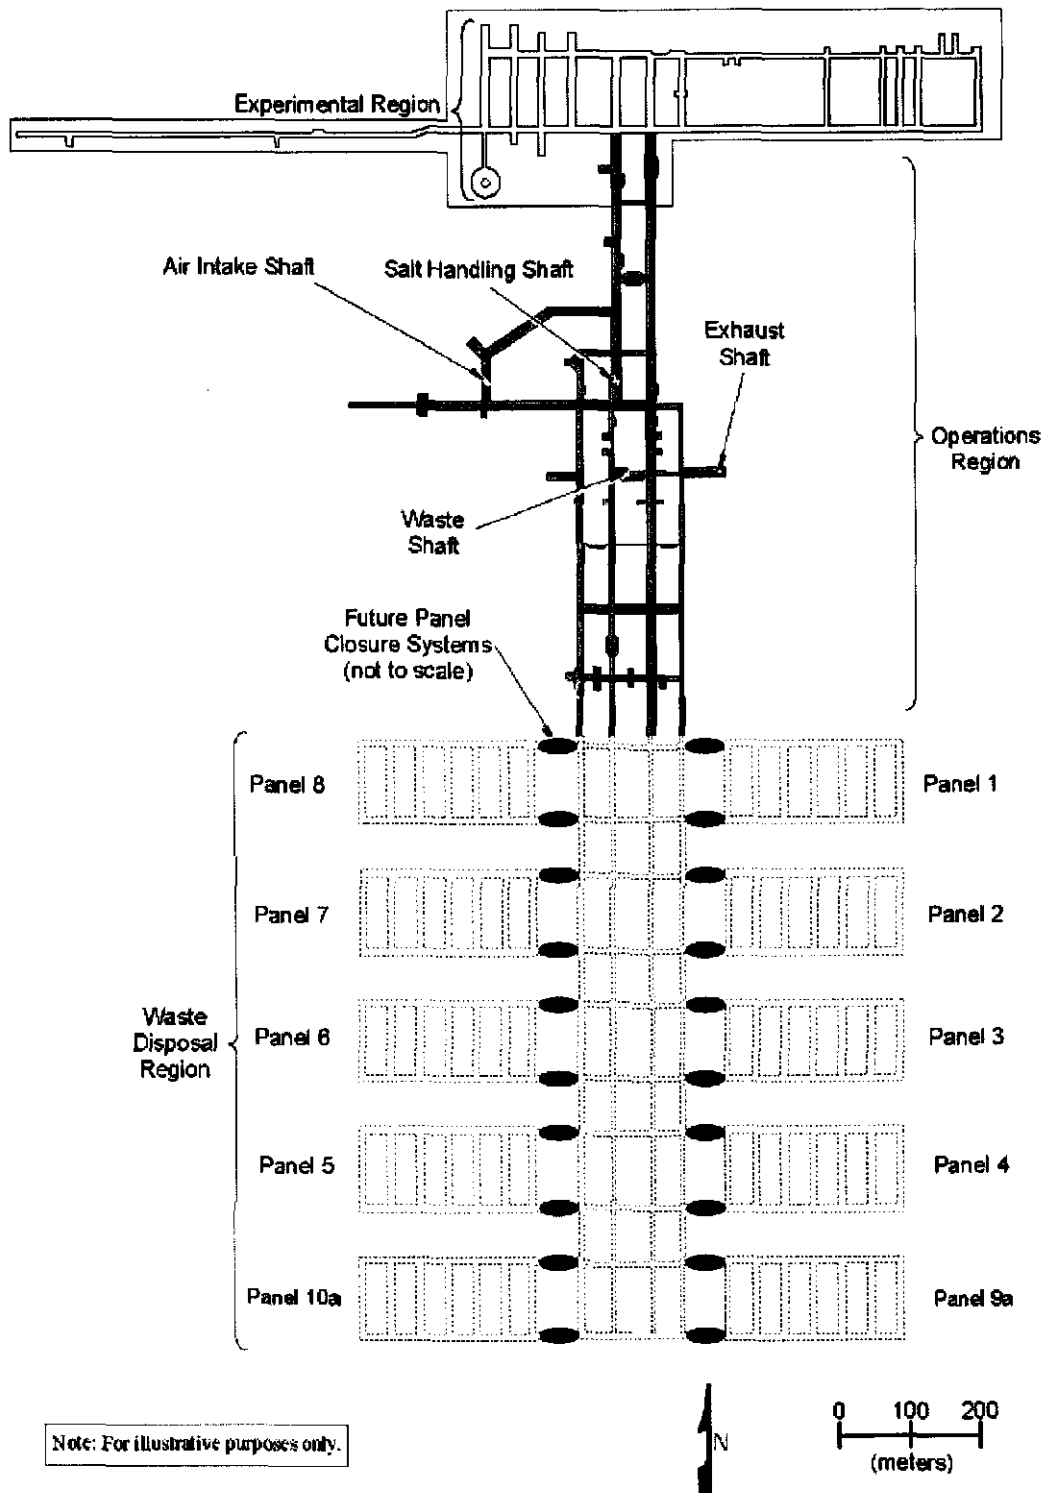 Experimental Region
Air Intake Shaft
Salt Handling Shaft
Exhaust
Shaft
Operations
Region
Waste
Shaft
Future Panel
Closure Systems
(not to scale)
Panel 8
Panel 1
Panel 7
Panel 2
Waste
Disposal
Region
Panel 6
Panel 3
Panel 5
Panel 4
Panel 10a
Panel 9a
Note: For illustrative purposes only.
N
0 100 200
(meters)